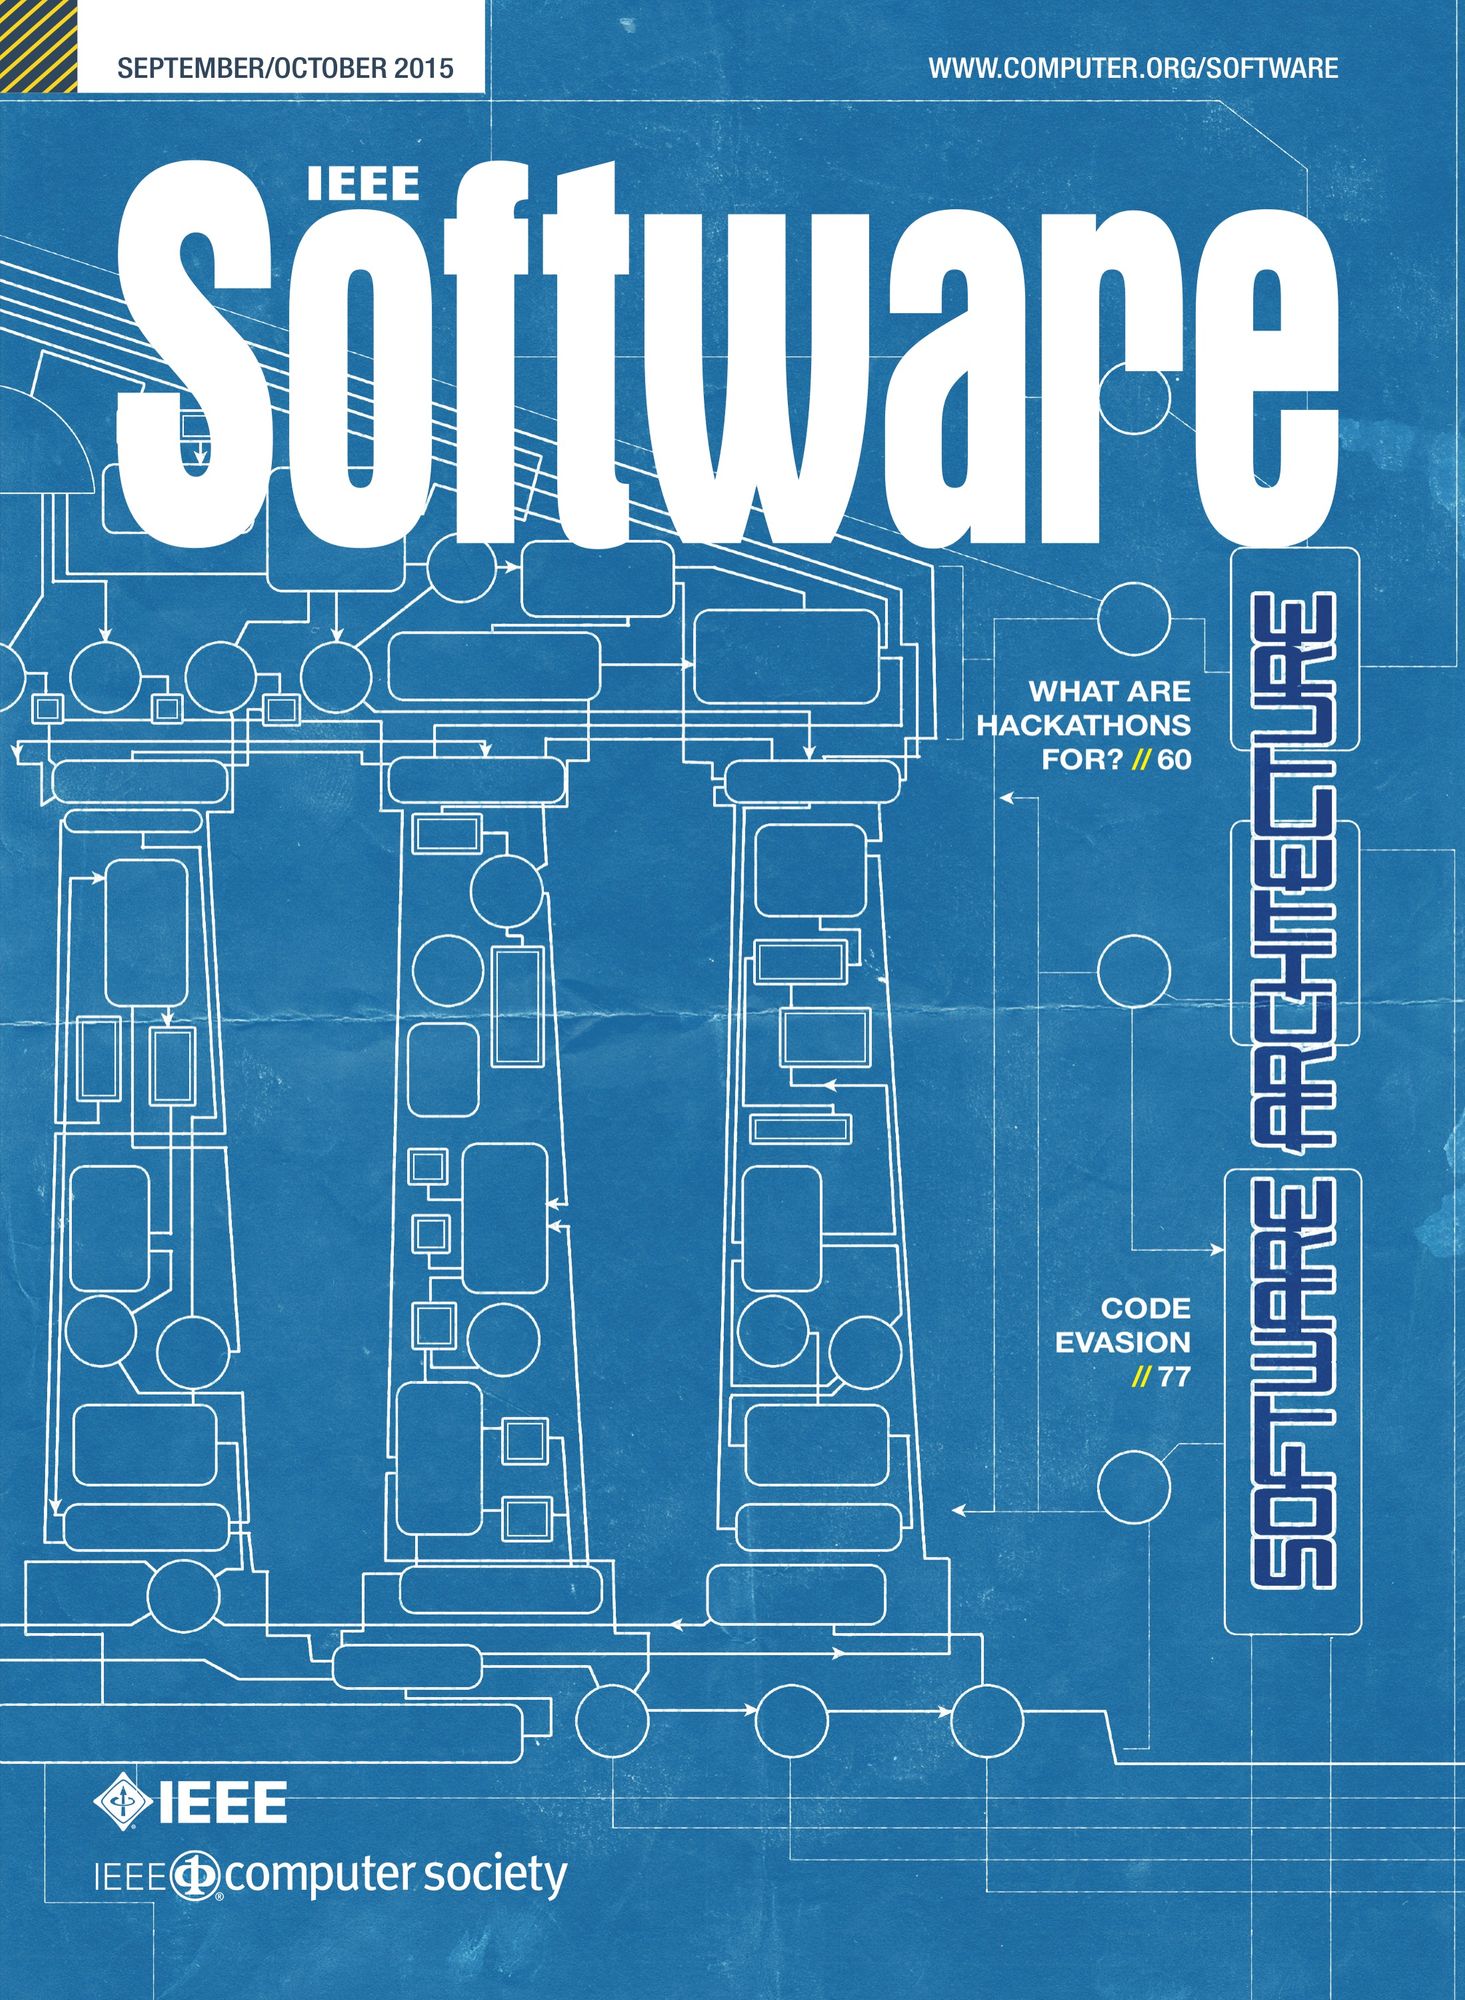 SEPTEMBER/OCTOBER 2015
WWW.COMPUTER.ORG/SOFTWARE
IEEE
Software
WHAT ARE
HACKATHONS
FOR? // 60
SOFTWARE ARCHITECTURE
CODE
EVASION
// 77
IEEE
IEEE computer society